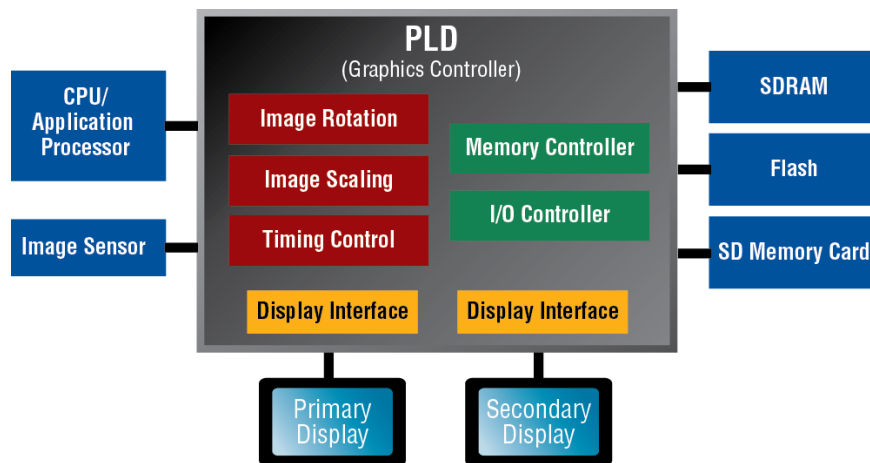 PLD
(Graphics Controller)
CPU/
Application
Processor
Image Sensor
Image Rotation
Image Scaling
Timing Control
Memory Controller
I/O Controller
SDRAM
Flash
SD Memory Card
Display Interface
Display Interface
Primary
Display
Secondary
Display